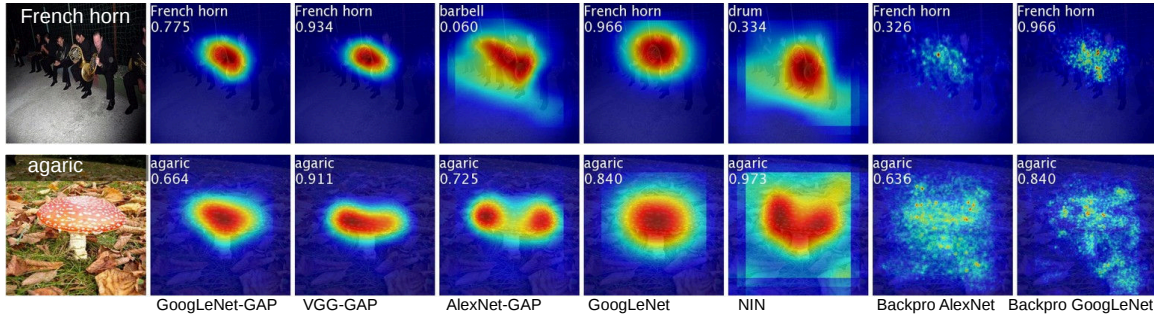 French horn
French horn
0.775
French horn
0.934
barbell
0.060
French horn
0.966
drum
0.334
French horn
0.326
French horn
0.966
agaric
agaric
0.664
agaric
0.911
agaric
0.725
agaric
0.840
agaric
0.973
agaric
0.636
agaric
0.840
GoogLeNet-GAP
VGG-GAP
AlexNet-GAP
GoogLeNet
NIN
Backpro AlexNet
Backpro GoogLeNet